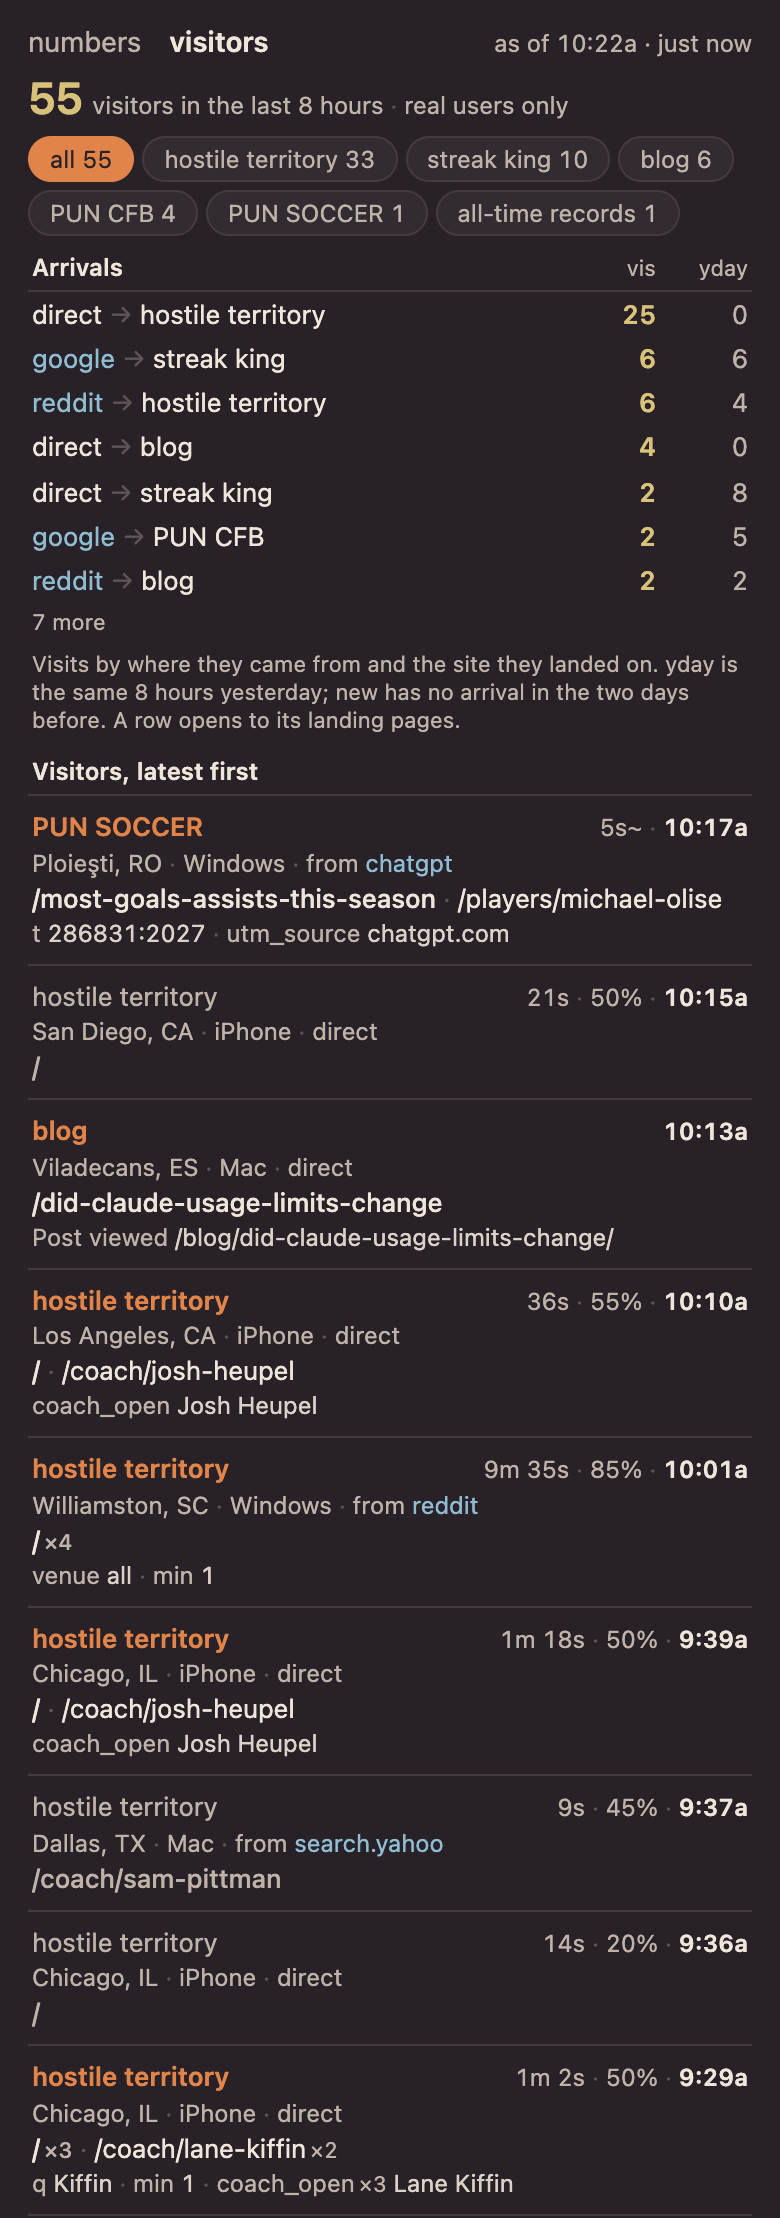 numbers visitors as of 10:22a · just now
55 visitors in the last 8 hours · real users only
all 55 hostile territory 33 streak king 10 blog 6
PUN CFB 4 PUN SOCCER 1 all-time records 1
Arrivals vis yday
direct → hostile territory 25 0
google → streak king 6 6
reddit → hostile territory 6 4
direct → blog 4 0
direct → streak king 2 8
google → PUN CFB 2 5
reddit → blog 2 2
7 more
Visits by where they came from and the site they landed on. yday is
the same 8 hours yesterday; new has no arrival in the two days
before. A row opens to its landing pages.
Visitors, latest first
PUN SOCCER 5s~ · 10:17a
Ploieşti, RO · Windows · from chatgpt
/most-goals-assists-this-season · /players/michael-olise
t 286831:2027 · utm_source chatgpt.com
hostile territory 21s · 50% · 10:15a
San Diego, CA · iPhone · direct
/
blog 10:13a
Viladecans, ES · Mac · direct
/did-claude-usage-limits-change
Post viewed /blog/did-claude-usage-limits-change/
hostile territory 36s · 55% · 10:10a
Los Angeles, CA · iPhone · direct
/ · /coach/josh-heupel
coach_open Josh Heupel
hostile territory 9m 35s · 85% · 10:01a
Williamston, SC · Windows · from reddit
/ ×4
venue all · min 1
hostile territory 1m 18s · 50% · 9:39a
Chicago, IL · iPhone · direct
/ · /coach/josh-heupel
coach_open Josh Heupel
hostile territory 9s · 45% · 9:37a
Dallas, TX · Mac · from search.yahoo
/coach/sam-pittman
hostile territory 14s · 20% · 9:36a
Chicago, IL · iPhone · direct
/
hostile territory 1m 2s · 50% · 9:29a
Chicago, IL · iPhone · direct
/ ×3 · /coach/lane-kiffin ×2
q Kiffin · min 1 · coach_open ×3 Lane Kiffin